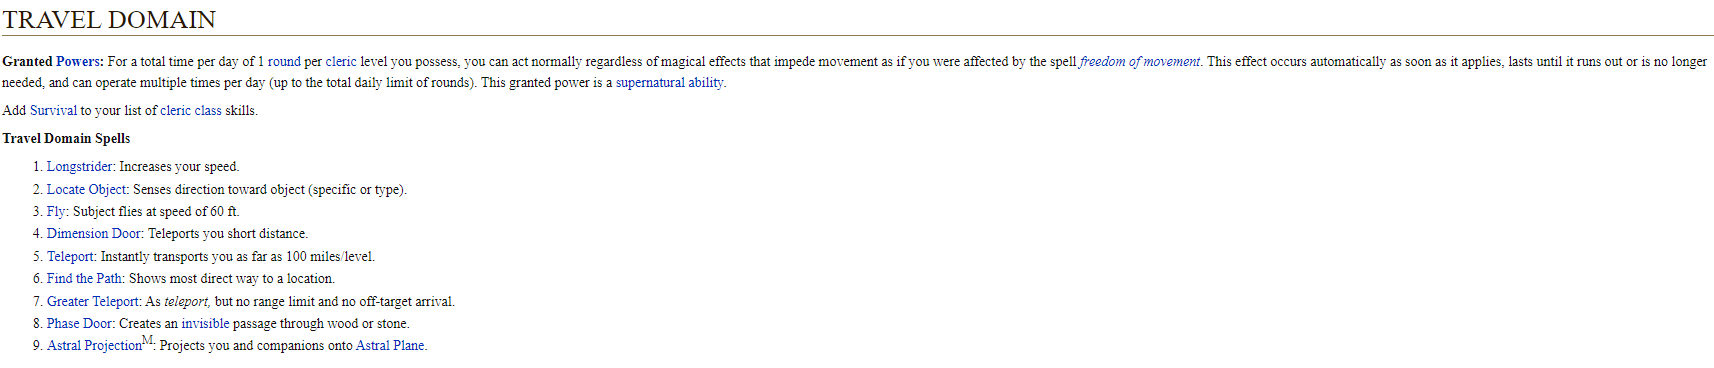 TRAVEL DOMAIN
Granted Powers: For a total time per day of 1 round per cleric level you possess, you can act normally regardless of magical effects that impede movement as if you were affected by the spell freedom of movement. This effect occurs automatically as soon as it applies, lasts until it runs out or is no longer
needed, and can operate multiple times per day (up to the total daily limit of rounds). This granted power is a supernatural ability.
Add Survival to your list of cleric class skills.
Travel Domain Spells
1. Longstrider: Increases your speed.
2. Locate Object: Senses direction toward object (specific or type).
3. Fly: Subject flies at speed of 60 ft.
4. Dimension Door: Teleports you short distance.
5. Teleport: Instantly transports you as far as 100 miles/level.
6. Find the Path: Shows most direct way to a location.
7. Greater Teleport: As teleport, but no range limit and no off-target arrival.
8. Phase Door: Creates an invisible passage through wood or stone.
9. Astral ProjectionM: Projects you and companions onto Astral Plane.